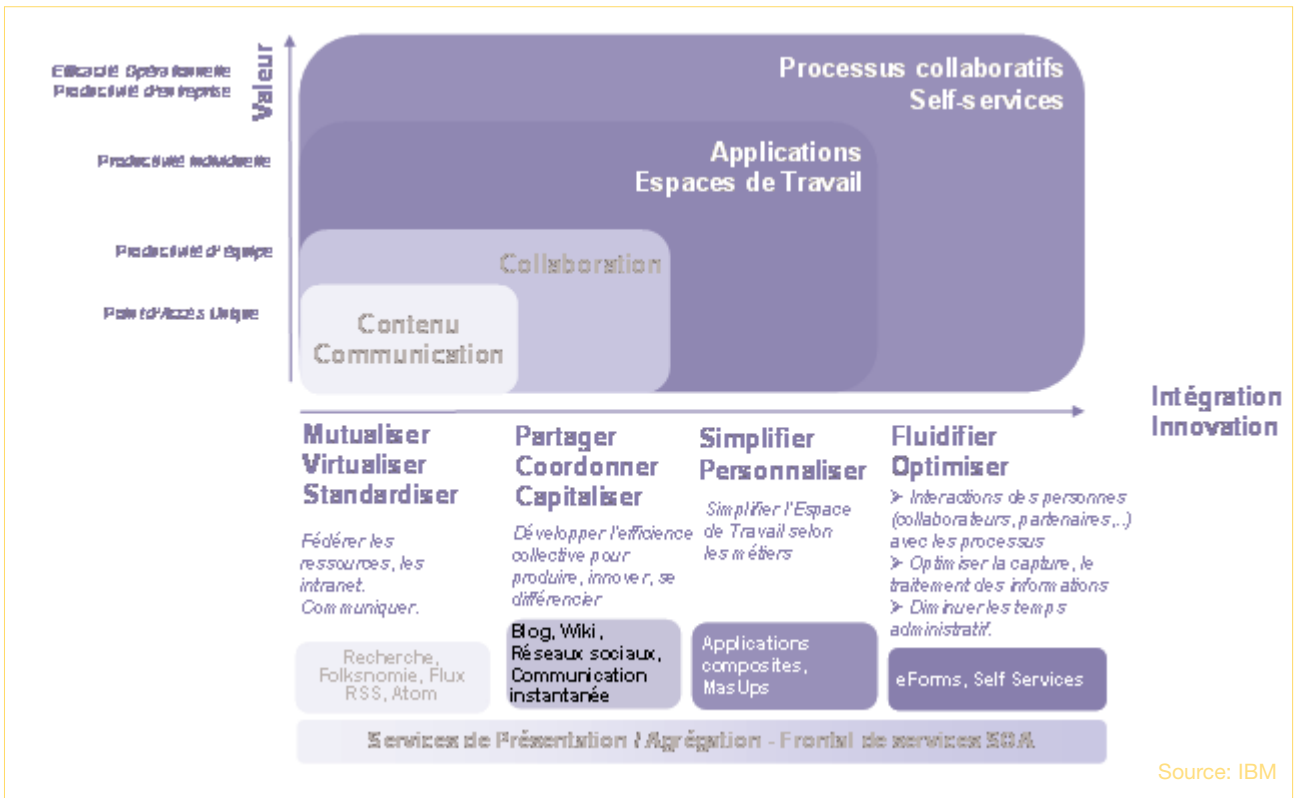 Efficacité Opérationnelle
Productivité d'entreprise
Valeur
Processus collaboratifs
Self-services
Productivité Individuelle
Applications
Espaces de Travail
Productivité d'équipe
Collaboration
Point d'Accès Unique
Contenu
Communication
Intégration
Innovation
Mutualiser
Virtualiser
Standardiser
Fédérer les
ressources, les
intranet.
Communiquer.
Recherche,
Folksnomie, Flux
RSS, Atom
Partager
Coordonner
Capitaliser
Développer l'efficience
collective pour
produire, innover, se
différencier
Blog, Wiki,
Réseaux sociaux,
Communication
instantanée
Simplifier
Personnaliser
Simplifier l'Espace
de Travail selon
les métiers
Applications
composites,
MasUps
Fluidifier
Optimiser
➤ Interactions des personnes
(collaborateurs, partenaires,..)
avec les processus
➤ Optimiser la capture, le
traitement des informations
➤ Diminuer les temps
administratif.
eForms, Self Services
Services de Présentation / Agrégation - Frontal de services SOA
Source: IBM